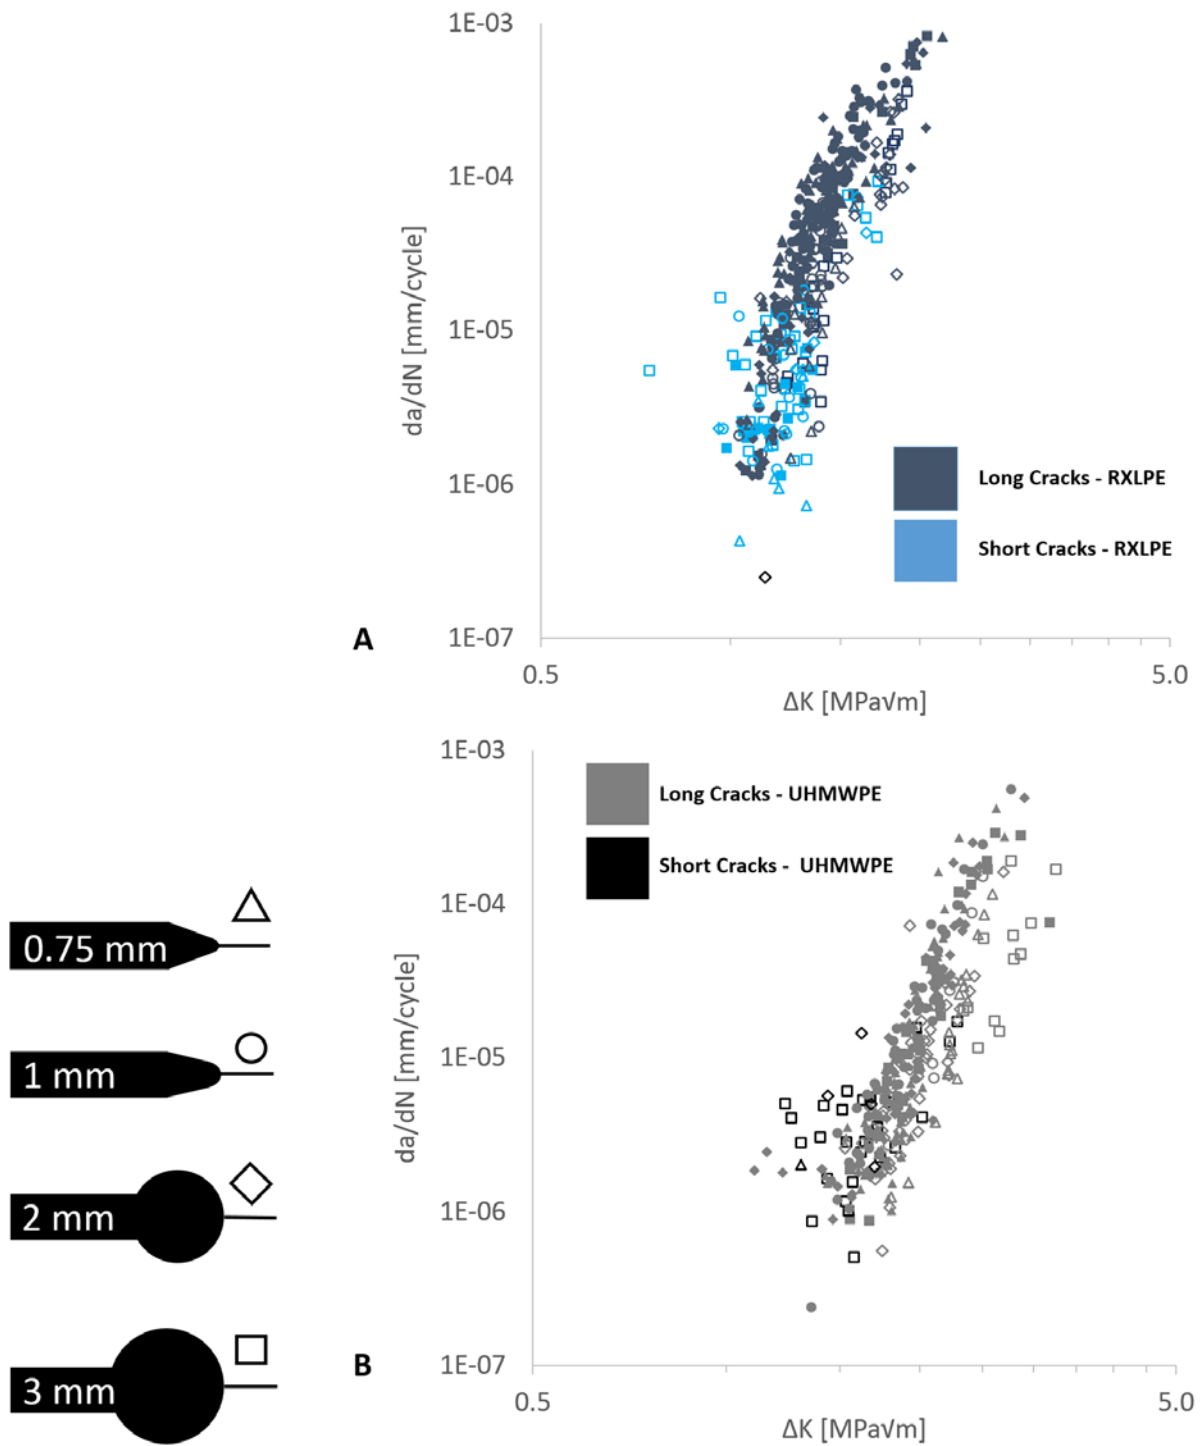 1E-03
1E-04
1E-05
1E-06
1E-07
da/dN [mm/cycle]
Long Cracks - RXLPE
Short Cracks - RXLPE
A
0.5
5.0
ΔK [MPa√m]
1E-03
1E-04
1E-05
1E-06
1E-07
da/dN [mm/cycle]
Long Cracks - UHMWPE
Short Cracks - UHMWPE
0.75 mm
1 mm
2 mm
3 mm
B
0.5
5.0
ΔK [MPa√m]